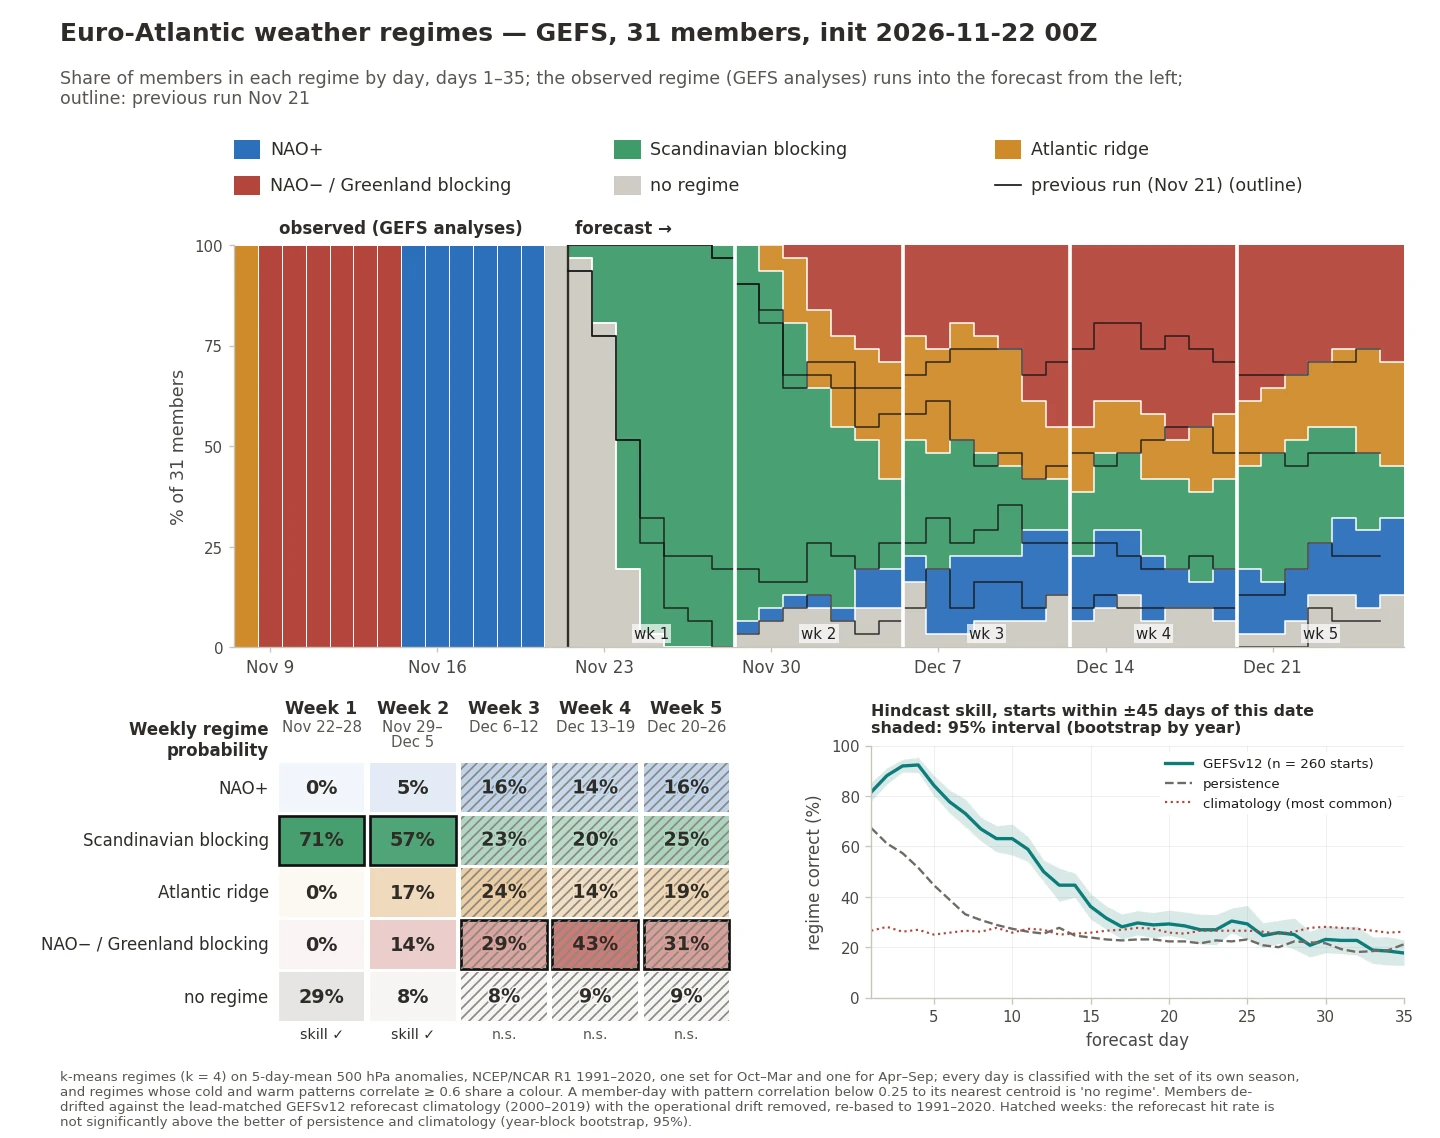 Euro-Atlantic weather regimes — GEFS, 31 members, init 2026-11-22 00Z
Share of members in each regime by day, days 1–35; the observed regime (GEFS analyses) runs into the forecast from the left;
outline: previous run Nov 21
NAO+
Scandinavian blocking
Atlantic ridge
NAO− / Greenland blocking
no regime
previous run (Nov 21) (outline)
observed (GEFS analyses)
forecast →
% of 31 members
100
75
50
25
0
wk 1
wk 2
wk 3
wk 4
wk 5
Nov 9
Nov 16
Nov 23
Nov 30
Dec 7
Dec 14
Dec 21
Weekly regime
probability
Week 1
Nov 22–28
Week 2
Nov 29–
Dec 5
Week 3
Dec 6–12
Week 4
Dec 13–19
Week 5
Dec 20–26
NAO+ 0% 5% 16% 14% 16%
Scandinavian blocking 71% 57% 23% 20% 25%
Atlantic ridge 0% 17% 24% 14% 19%
NAO− / Greenland blocking 0% 14% 29% 43% 31%
no regime 29% 8% 8% 9% 9%
skill ✓ skill ✓ n.s. n.s. n.s.
Hindcast skill, starts within ±45 days of this date
shaded: 95% interval (bootstrap by year)
GEFSv12 (n = 260 starts)
persistence
climatology (most common)
regime correct (%)
100
80
60
40
20
0
5 10 15 20 25 30 35
forecast day
k-means regimes (k = 4) on 5-day-mean 500 hPa anomalies, NCEP/NCAR R1 1991–2020, one set for Oct–Mar and one for Apr–Sep; every day is classified with the set of its own season,
and regimes whose cold and warm patterns correlate ≥ 0.6 share a colour. A member-day with pattern correlation below 0.25 to its nearest centroid is 'no regime'. Members de-
drifted against the lead-matched GEFSv12 reforecast climatology (2000–2019) with the operational drift removed, re-based to 1991–2020. Hatched weeks: the reforecast hit rate is
not significantly above the better of persistence and climatology (year-block bootstrap, 95%).